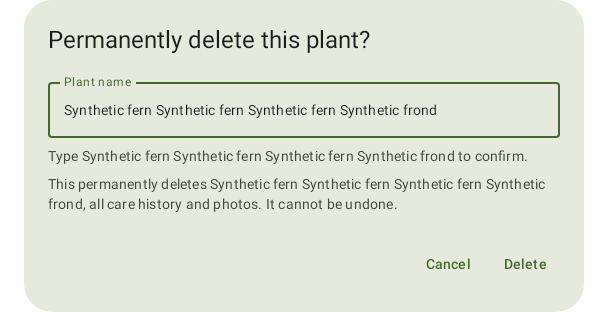 Permanently delete this plant?
Plant name
Synthetic fern Synthetic fern Synthetic fern Synthetic frond
Type Synthetic fern Synthetic fern Synthetic fern Synthetic frond to confirm.
This permanently deletes Synthetic fern Synthetic fern Synthetic fern Synthetic
frond, all care history and photos. It cannot be undone.
Cancel Delete